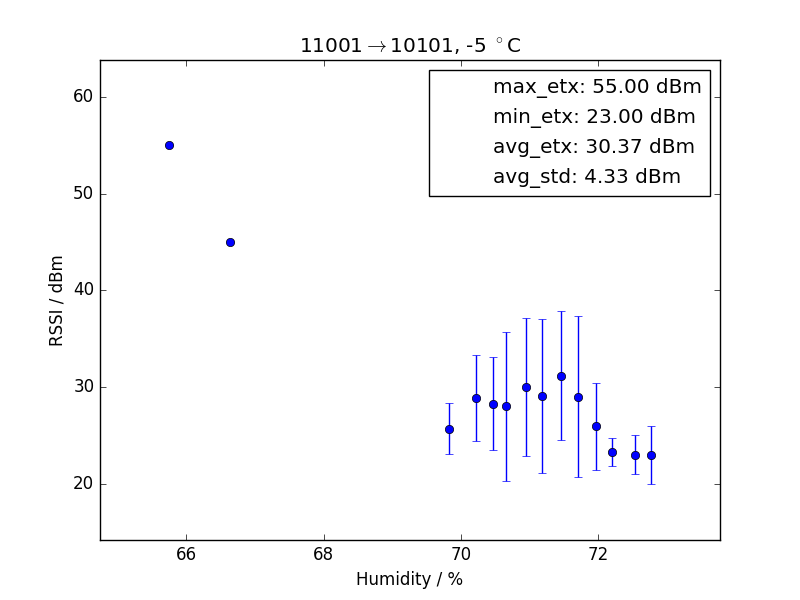 11001→10101, -5 °C
max_etx: 55.00 dBm
min_etx: 23.00 dBm
avg_etx: 30.37 dBm
avg_std: 4.33 dBm
RSSI / dBm
60
50
40
30
20
66 68 70 72
Humidity / %